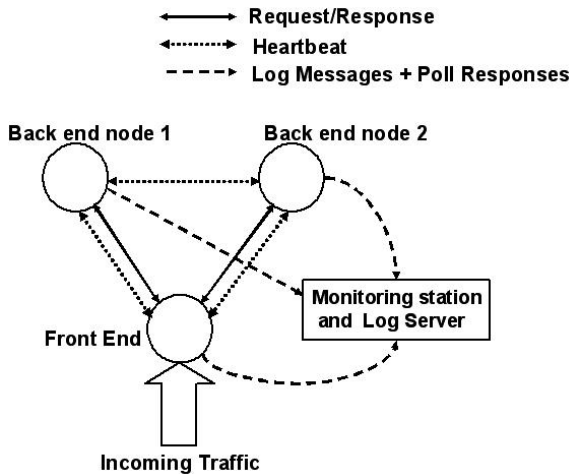 Request/Response
Heartbeat
Log Messages + Poll Responses
Back end node 1
Back end node 2
Monitoring station
and Log Server
Front End
Incoming Traffic